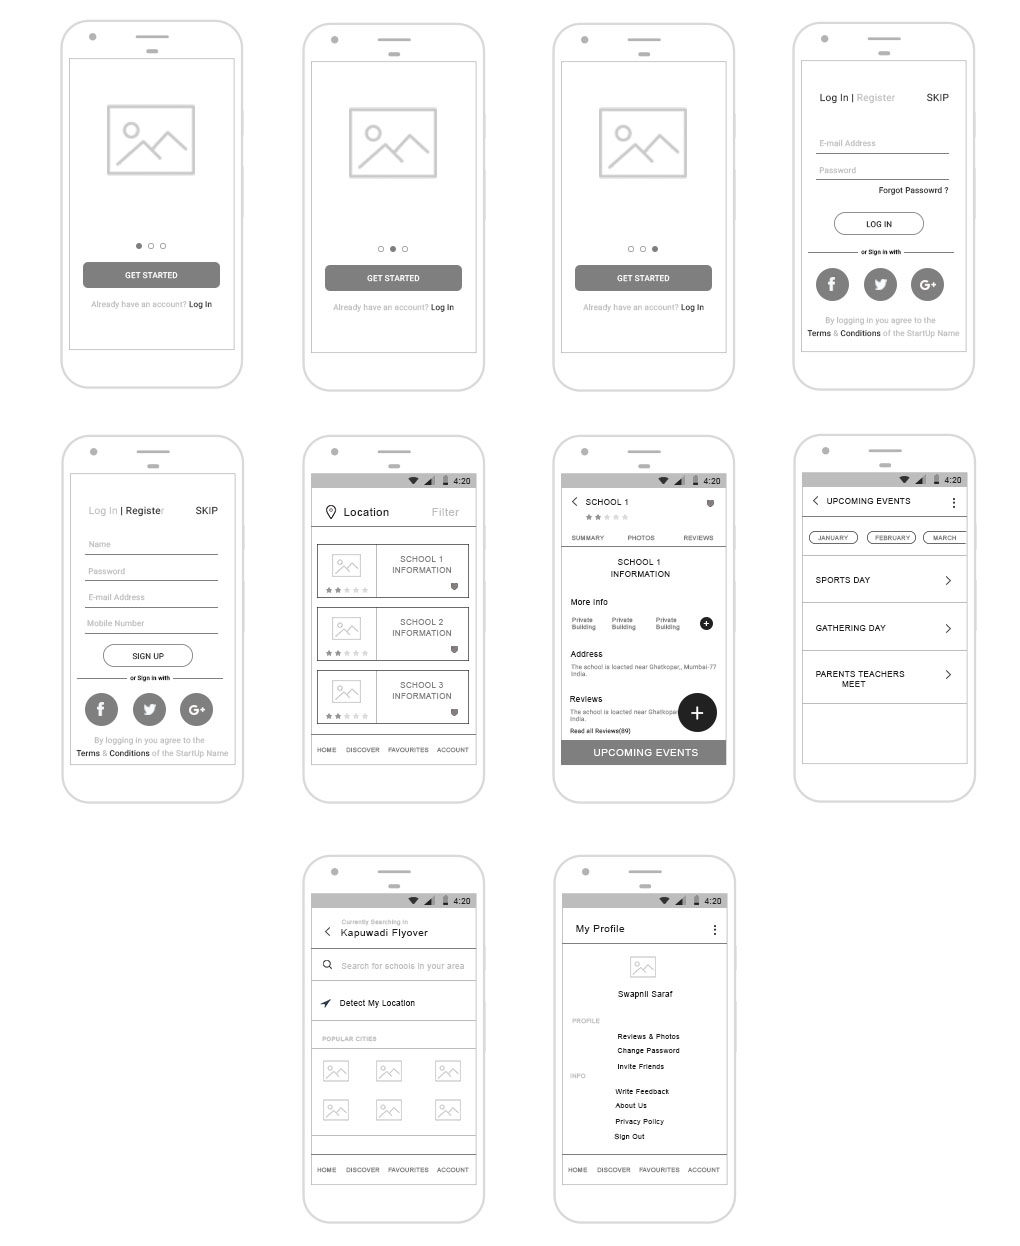 GET STARTED
Already have an account? Log In
GET STARTED
Already have an account? Log In
GET STARTED
Already have an account? Log In
Log In | Register
SKIP
E-mail Address
Password
Forgot Passowrd ?
LOG IN
or Sign in with
f
G+
By logging in you agree to the
Terms & Conditions of the StartUp Name
Log In | Register
SKIP
Name
Password
E-mail Address
Mobile Number
SIGN UP
or Sign in with
f
G+
By logging in you agree to the
Terms & Conditions of the StartUp Name
4:20
Location
Filter
SCHOOL 1
INFORMATION
SCHOOL 2
INFORMATION
SCHOOL 3
INFORMATION
HOME DISCOVER FAVOURITES ACCOUNT
4:20
SCHOOL 1
SUMMARY PHOTOS REVIEWS
SCHOOL 1
INFORMATION
More Info
Private
Building
Private
Building
Private
Building
Address
The school is loacted near Ghatkopar,, Mumbai-77
India.
Reviews
The school is loacted near Ghatkopar
India.
Read all Reviews(89)
UPCOMING EVENTS
4:20
UPCOMING EVENTS
JANUARY FEBRUARY MARCH
SPORTS DAY
GATHERING DAY
PARENTS TEACHERS
MEET
4:20
Currently Searching in
Kapuwadi Flyover
Search for schools in your area
Detect My Location
POPULAR CITIES
HOME DISCOVER FAVOURITES ACCOUNT
4:20
My Profile
Swapnil Saraf
PROFILE
Reviews & Photos
Change Password
Invite Friends
INFO
Write Feedback
About Us
Privacy Policy
Sign Out
HOME DISCOVER FAVOURITES ACCOUNT